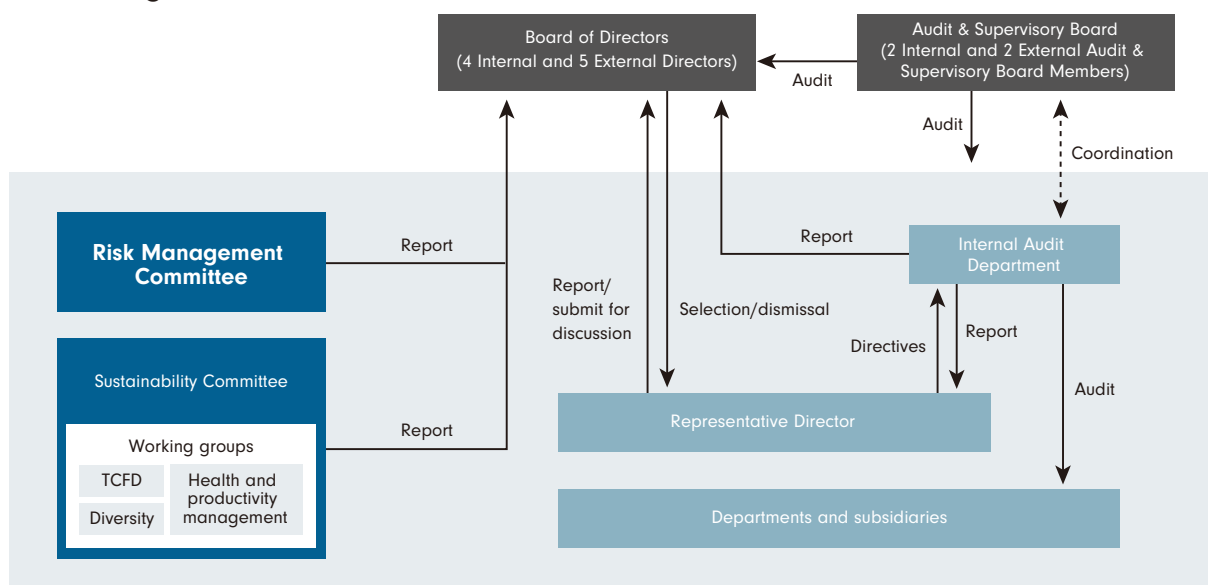 Board of Directors
(4 Internal and 5 External Directors)
Audit & Supervisory Board
(2 Internal and 2 External Audit &
Supervisory Board Members)
Audit
Audit
Coordination
Risk Management
Committee
Report
Report
Internal Audit
Department
Report/
submit for
discussion
Selection/dismissal
Directives
Report
Sustainability Committee
Audit
Report
Representative Director
Working groups
TCFD
Diversity
Health and
productivity
management
Departments and subsidiaries